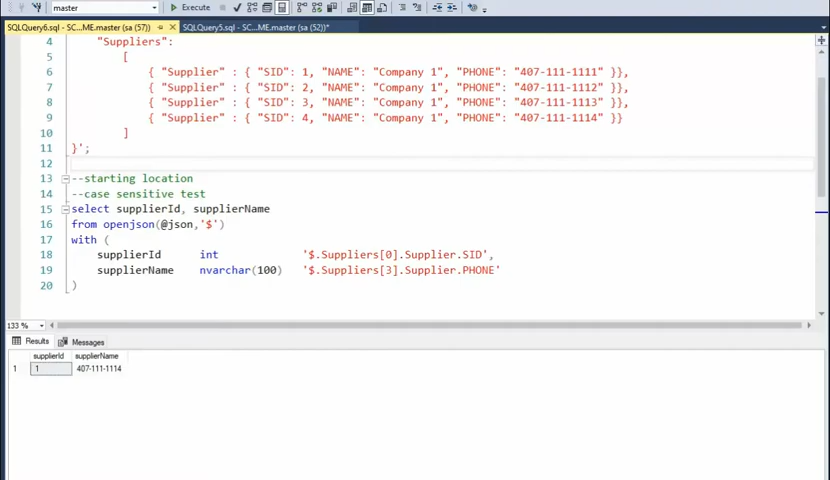 master
Execute
SQLQuery6.sql - SC...ME.master (sa (57))
SQLQuery5.sql - SC...ME.master (sa (52))*
4 "Suppliers":
5 [
6 { "Supplier" : { "SID": 1, "NAME": "Company 1", "PHONE": "407-111-1111" }},
7 { "Supplier" : { "SID": 2, "NAME": "Company 1", "PHONE": "407-111-1112" }},
8 { "Supplier" : { "SID": 3, "NAME": "Company 1", "PHONE": "407-111-1113" }},
9 { "Supplier" : { "SID": 4, "NAME": "Company 1", "PHONE": "407-111-1114" }}
10 ]
11 }';
12
13 --starting location
14 --case sensitive test
15 select supplierId, supplierName
16 from openjson(@json,'$')
17 with (
18 supplierId int '$.Suppliers[0].Supplier.SID',
19 supplierName nvarchar(100) '$.Suppliers[3].Supplier.PHONE'
20 )
133 %
Results Messages
supplierId supplierName
1 1 407-111-1114